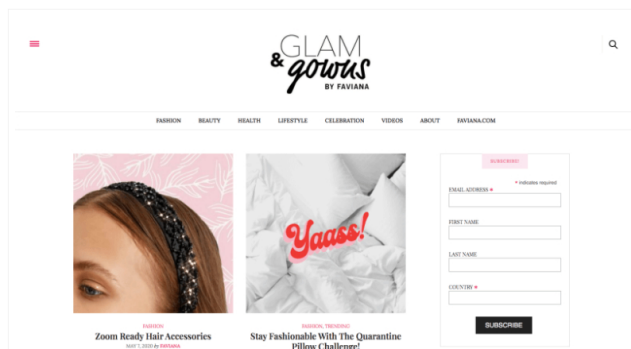 GLAM
& gowns
BY FAVIANA
FASHION BEAUTY HEALTH LIFESTYLE CELEBRATION VIDEOS ABOUT FAVIANA.COM
Yaass!
FASHION
Zoom Ready Hair Accessories
MAY 7, 2020 by FAVIANA
FASHION, TRENDING
Stay Fashionable With The Quarantine
Pillow Challenge!
SUBSCRIBE!
* indicates required
EMAIL ADDRESS *
FIRST NAME
LAST NAME
COUNTRY *
SUBSCRIBE